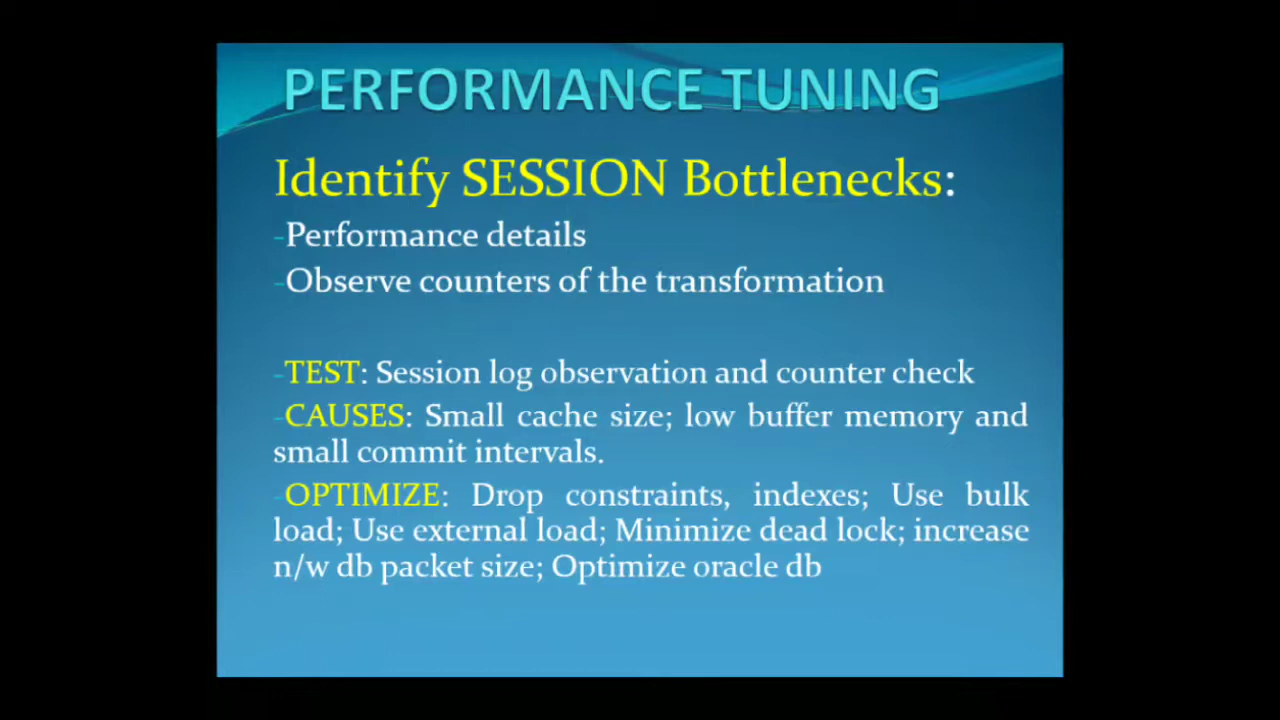 PERFORMANCE TUNING
Identify SESSION Bottlenecks:
-Performance details
-Observe counters of the transformation
-TEST: Session log observation and counter check
-CAUSES: Small cache size; low buffer memory and
small commit intervals.
-OPTIMIZE: Drop constraints, indexes; Use bulk
load; Use external load; Minimize dead lock; increase
n/w db packet size; Optimize oracle db